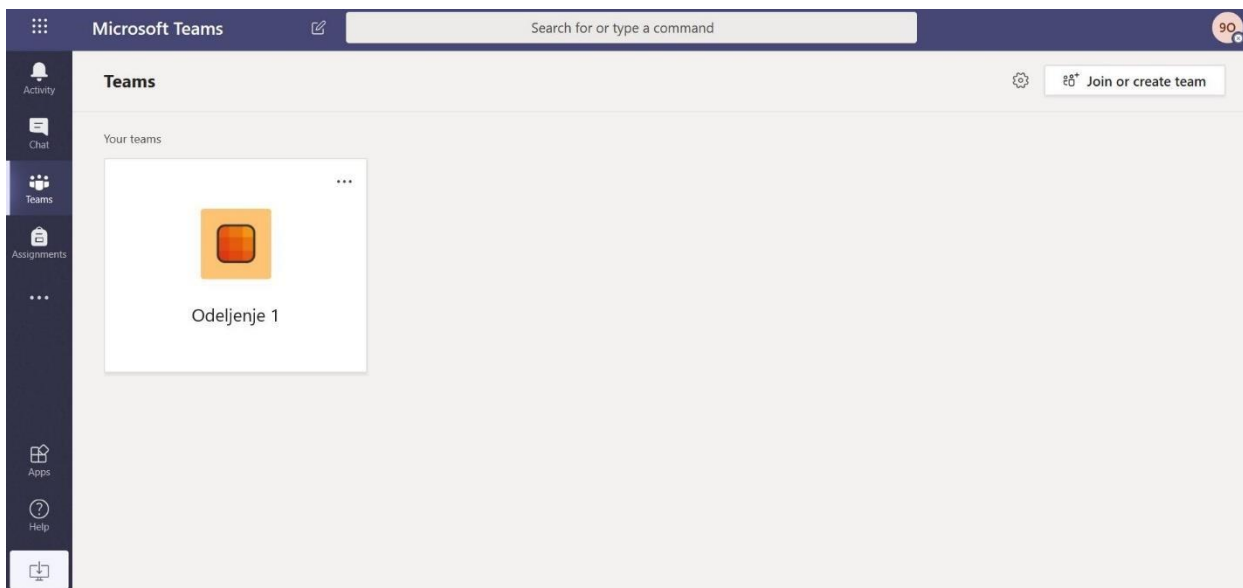 Microsoft Teams
Search for or type a command
9O
Activity
Chat
Teams
Assignments
Apps
Help
Teams
Join or create team
Your teams
Odeljenje 1